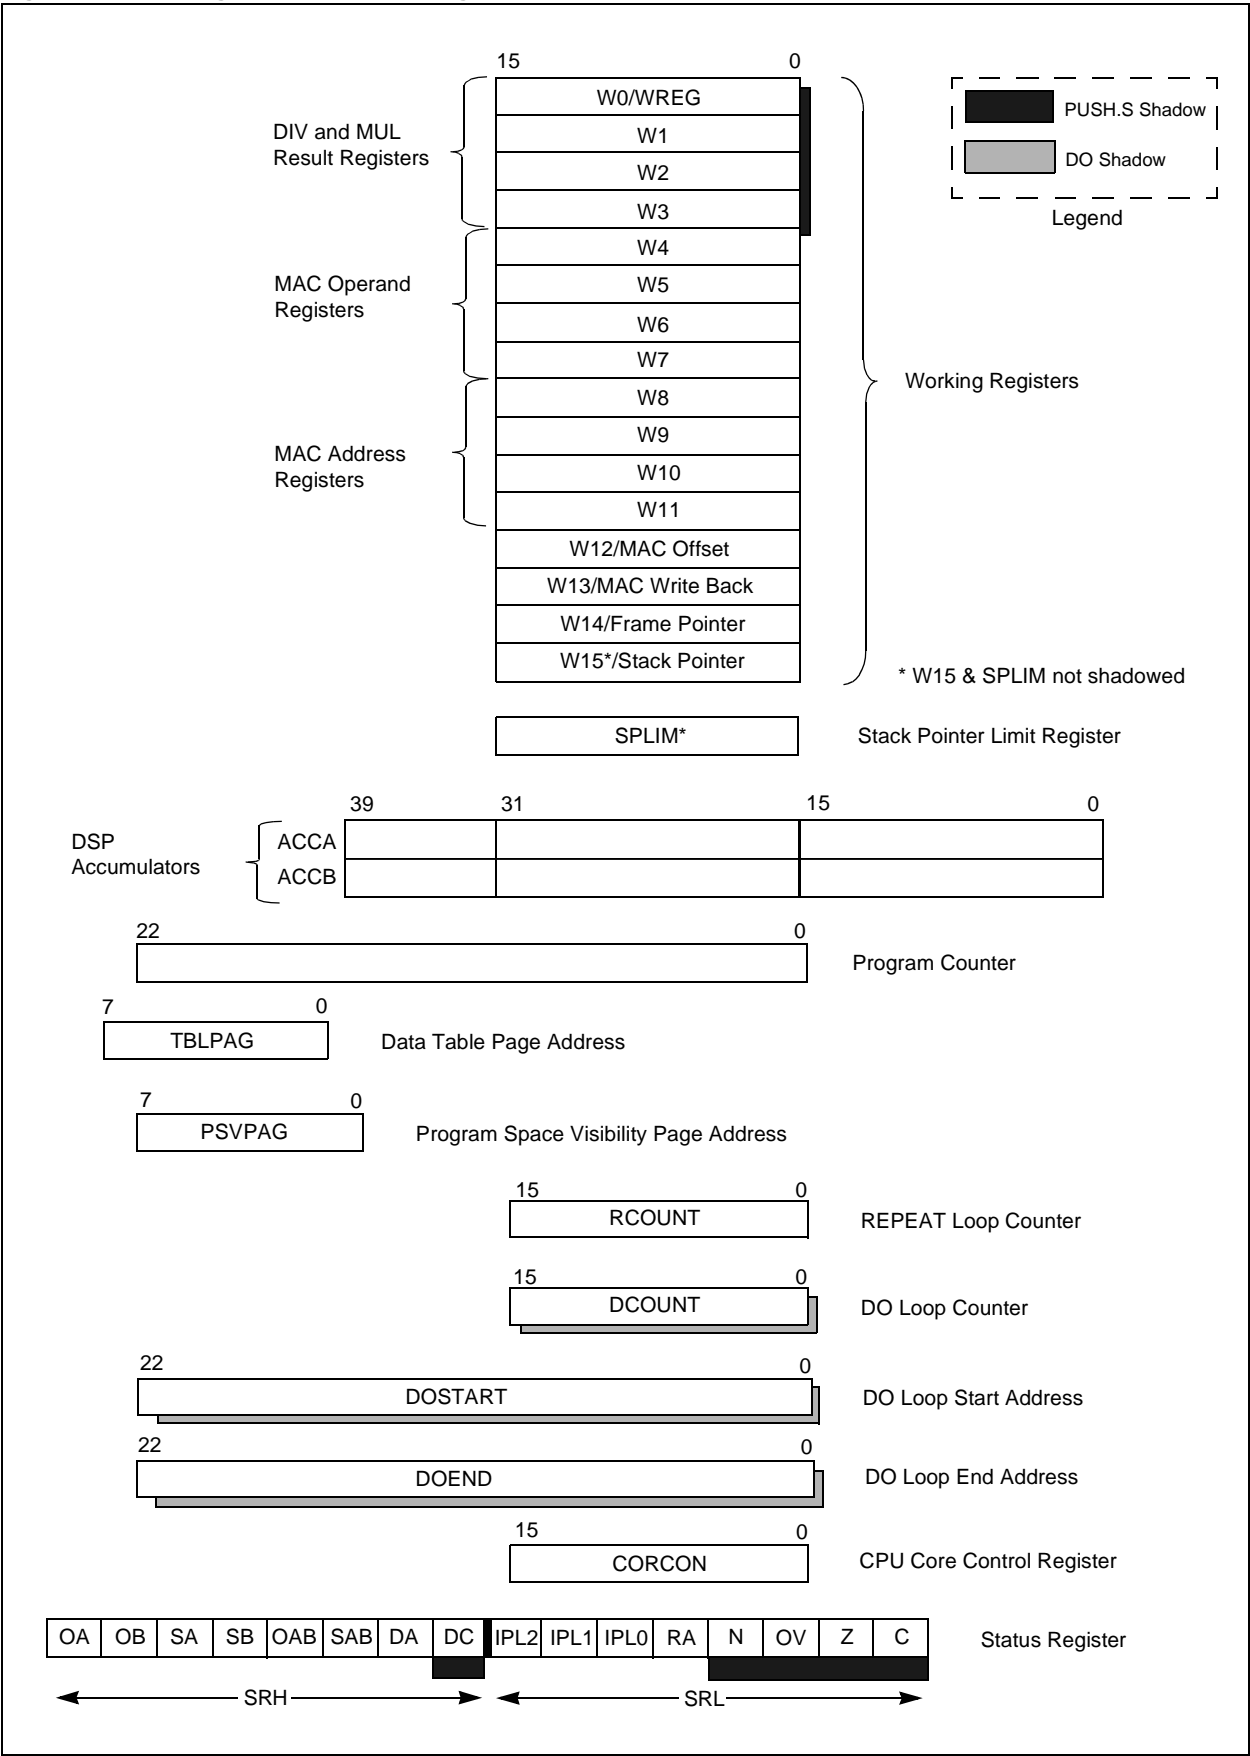 15 0
W0/WREG
PUSH.S Shadow
DIV and MUL
Result Registers
W1
W2
DO Shadow
W3
Legend
W4
MAC Operand
Registers
W5
W6
W7
Working Registers
W8
MAC Address
Registers
W9
W10
W11
W12/MAC Offset
W13/MAC Write Back
W14/Frame Pointer
W15*/Stack Pointer
* W15 & SPLIM not shadowed
SPLIM*
Stack Pointer Limit Register
39 31 15 0
DSP
Accumulators
ACCA
ACCB
22 0
Program Counter
7 0
TBLPAG
Data Table Page Address
7 0
PSVPAG
Program Space Visibility Page Address
15 0
RCOUNT
REPEAT Loop Counter
15 0
DCOUNT
DO Loop Counter
22 0
DOSTART
DO Loop Start Address
22 0
DOEND
DO Loop End Address
15 0
CORCON
CPU Core Control Register
OA OB SA SB OAB SAB DA DC IPL2 IPL1 IPL0 RA N OV Z C
Status Register
SRH SRL